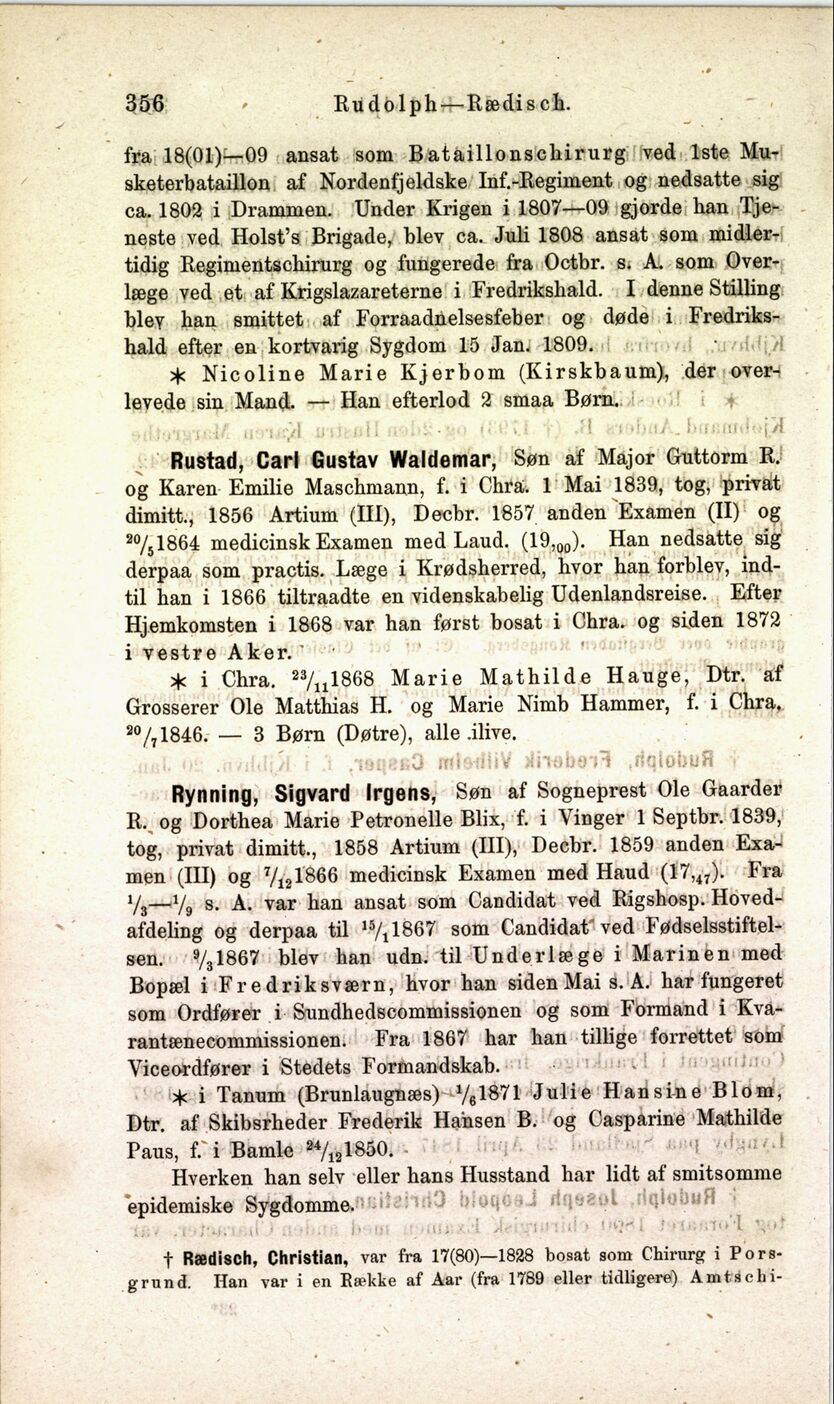 356 Rudolph—Rædisch.
fra 18(01)—09 ansat som Bataillonschirurg ved 1ste Mu-
sketerbataillon af Nordenfjeldske Inf.-Regiment og nedsatte sig
ca. 1802 i Drammen. Under Krigen i 1807—09 gjorde han Tje-
neste ved Holst's Brigade, blev ca. Juli 1808 ansat som midler-
tidig Regimentschirurg og fungerede fra Octbr. s. A. som Over-
læge ved et af Krigslazareterne i Fredrikshald. I denne Stilling
blev han smittet af Forraadnelsesfeber og døde i Fredriks-
hald efter en kortvarig Sygdom 15 Jan. 1809.
⚹ Nicoline Marie Kjerbom (Kirskbaum), der over-
levede sin Mand. — Han efterlod 2 smaa Børn.
Rustad, Carl Gustav Waldemar, Søn af Major Guttorm R.
og Karen Emilie Maschmann, f. i Chra. 1 Mai 1839, tog, privat
dimitt., 1856 Artium (III), Decbr. 1857 anden Examen (II) og
²⁰/₅1864 medicinsk Examen med Laud. (19,₀₀). Han nedsatte sig
derpaa som practis. Læge i Krødsherred, hvor han forblev, ind-
til han i 1866 tiltraadte en videnskabelig Udenlandsreise. Efter
Hjemkomsten i 1868 var han først bosat i Chra. og siden 1872
i vestre Aker.
⚹ i Chra. ²³/₁₁1868 Marie Mathilde Hauge, Dtr. af
Grosserer Ole Matthias H. og Marie Nimb Hammer, f. i Chra.
²⁰/₇1846. — 3 Børn (Døtre), alle ilive.
Rynning, Sigvard Irgens, Søn af Sogneprest Ole Gaarder
R. og Dorthea Marie Petronelle Blix, f. i Vinger 1 Septbr. 1839,
tog, privat dimitt., 1858 Artium (III), Decbr. 1859 anden Exa-
men (III) og ⁷/₁₂1866 medicinsk Examen med Haud (17,₄₇). Fra
¹/₃—¹/₉ s. A. var han ansat som Candidat ved Rigshosp. Hoved-
afdeling og derpaa til ¹⁵/₁1867 som Candidat ved Fødselsstiftel-
sen. ⁹/₃1867 blev han udn. til Underlæge i Marinen med
Bopæl i Fredriksværn, hvor han siden Mai s. A. har fungeret
som Ordfører i Sundhedscommissionen og som Formand i Kva-
rantænecommissionen. Fra 1867 har han tillige forrettet som
Viceordfører i Stedets Formandskab.
⚹ i Tanum (Brunlaugnæs) ¹/₆1871 Julie Hansine Blom,
Dtr. af Skibsrheder Frederik Hansen B. og Casparine Mathilde
Paus, f. i Bamle ²⁴/₁₂1850.
Hverken han selv eller hans Husstand har lidt af smitsomme
epidemiske Sygdomme.
† Rædisch, Christian, var fra 17(80)—1828 bosat som Chirurg i Pors-
grund. Han var i en Række af Aar (fra 1789 eller tidligere) Amtschi-